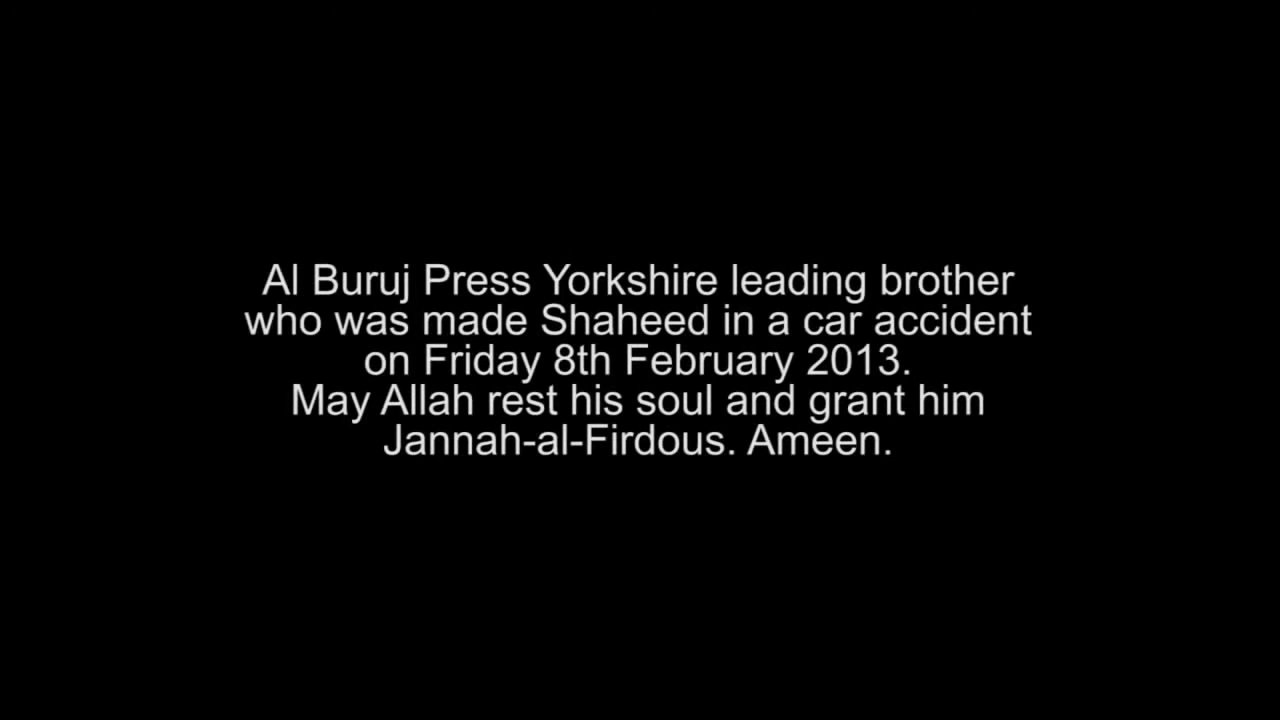 Al Buruj Press Yorkshire leading brother
who was made Shaheed in a car accident
on Friday 8th February 2013.
May Allah rest his soul and grant him
Jannah-al-Firdous. Ameen.